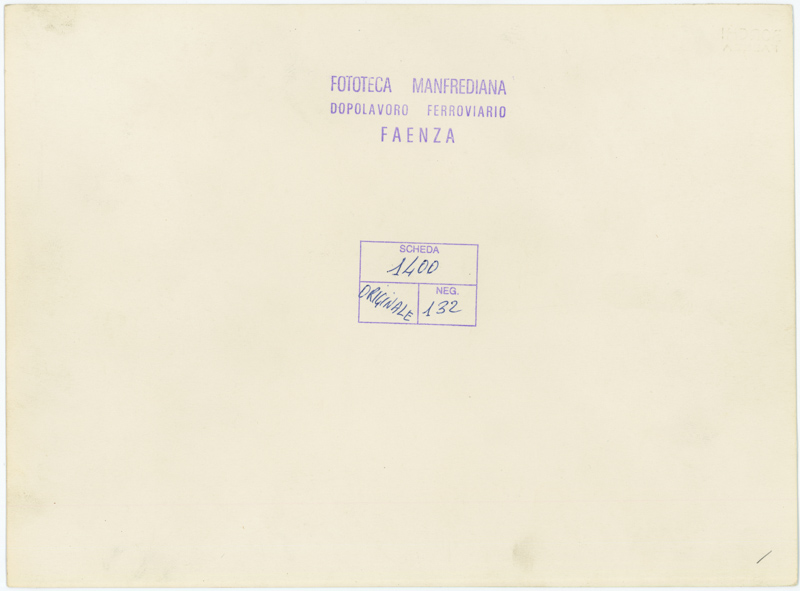 FOTOTECA MANFREDIANA
DOPOLAVORO FERROVIARIO
FAENZA
SCHEDA
1400
ORIGINALE
NEG.
132